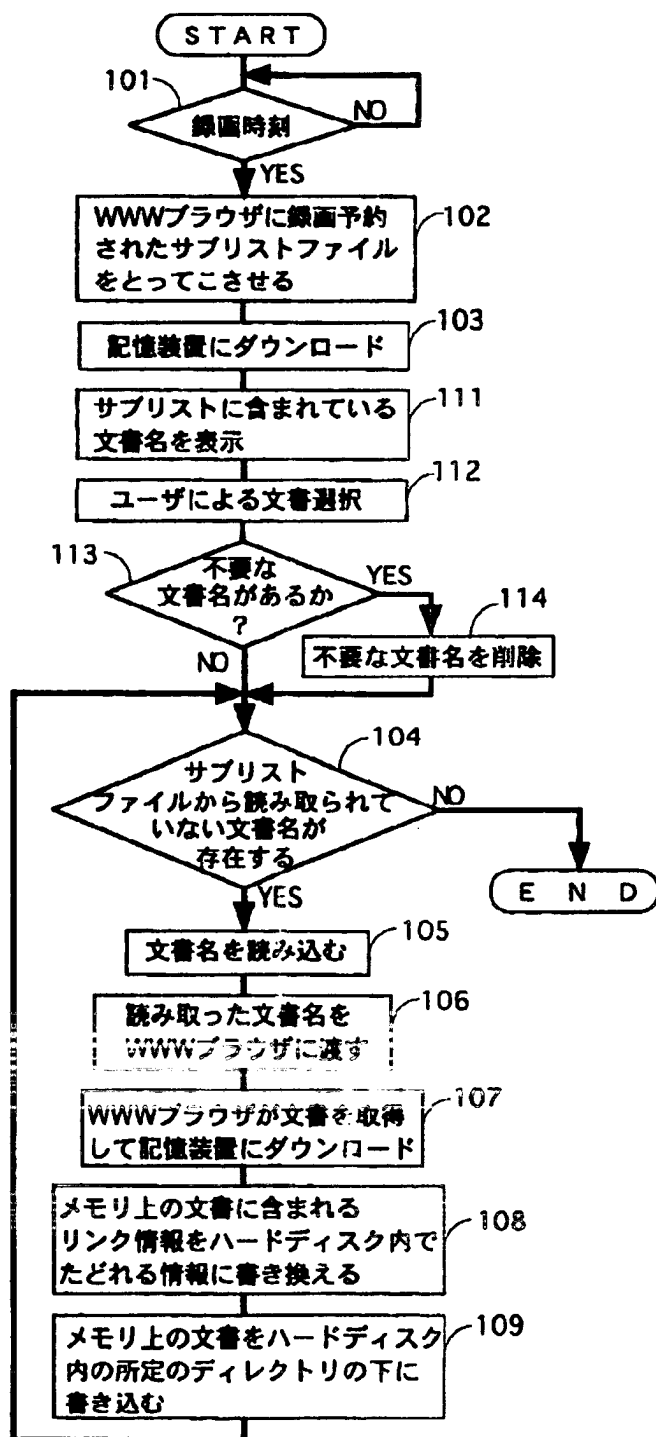 START
101
録画時刻
NO
YES
WWWブラウザに録画予約
されたサブリストファイル
をとってこさせる
102
103
記憶装置にダウンロード
サブリストに含まれている
文書名を表示
111
112
ユーザによる文書選択
113
不要な
文書名があるか
?
YES
NO
114
不要な文書名を削除
104
サブリスト
ファイルから読み取られて
いない文書名が
存在する
NO
YES
END
文書名を読み込む
105
読み取った文書名を
WWWブラウザに渡す
106
WWWブラウザが文書を取得
して記憶装置にダウンロード
107
メモリ上の文書に含まれる
リンク情報をハードディスク内で
たどれる情報に書き換える
108
メモリ上の文書をハードディスク
内の所定のディレクトリの下に
書き込む
109